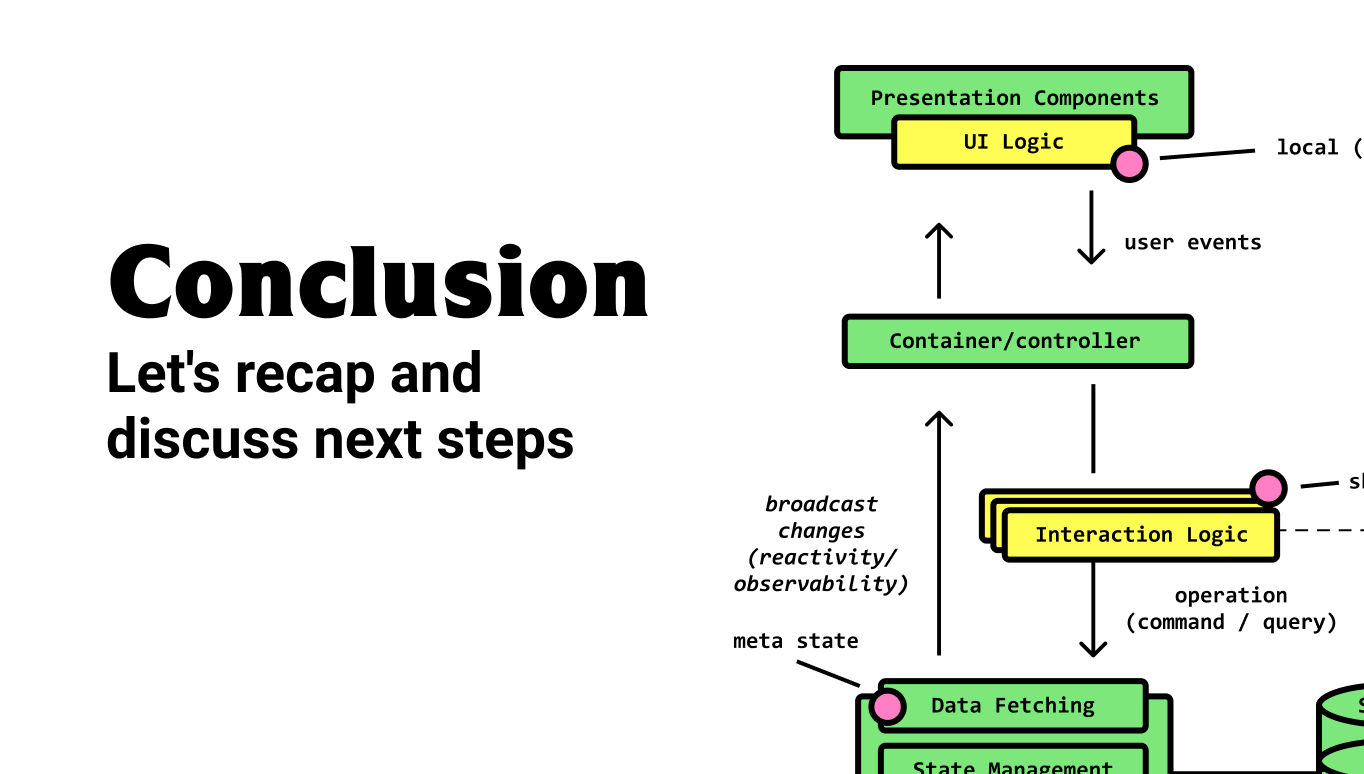 Conclusion
Let's recap and
discuss next steps
Presentation Components
UI Logic
local (
user events
Container/controller
broadcast
changes
(reactivity/
observability)
Interaction Logic
operation
(command / query)
meta state
Data Fetching
State Management